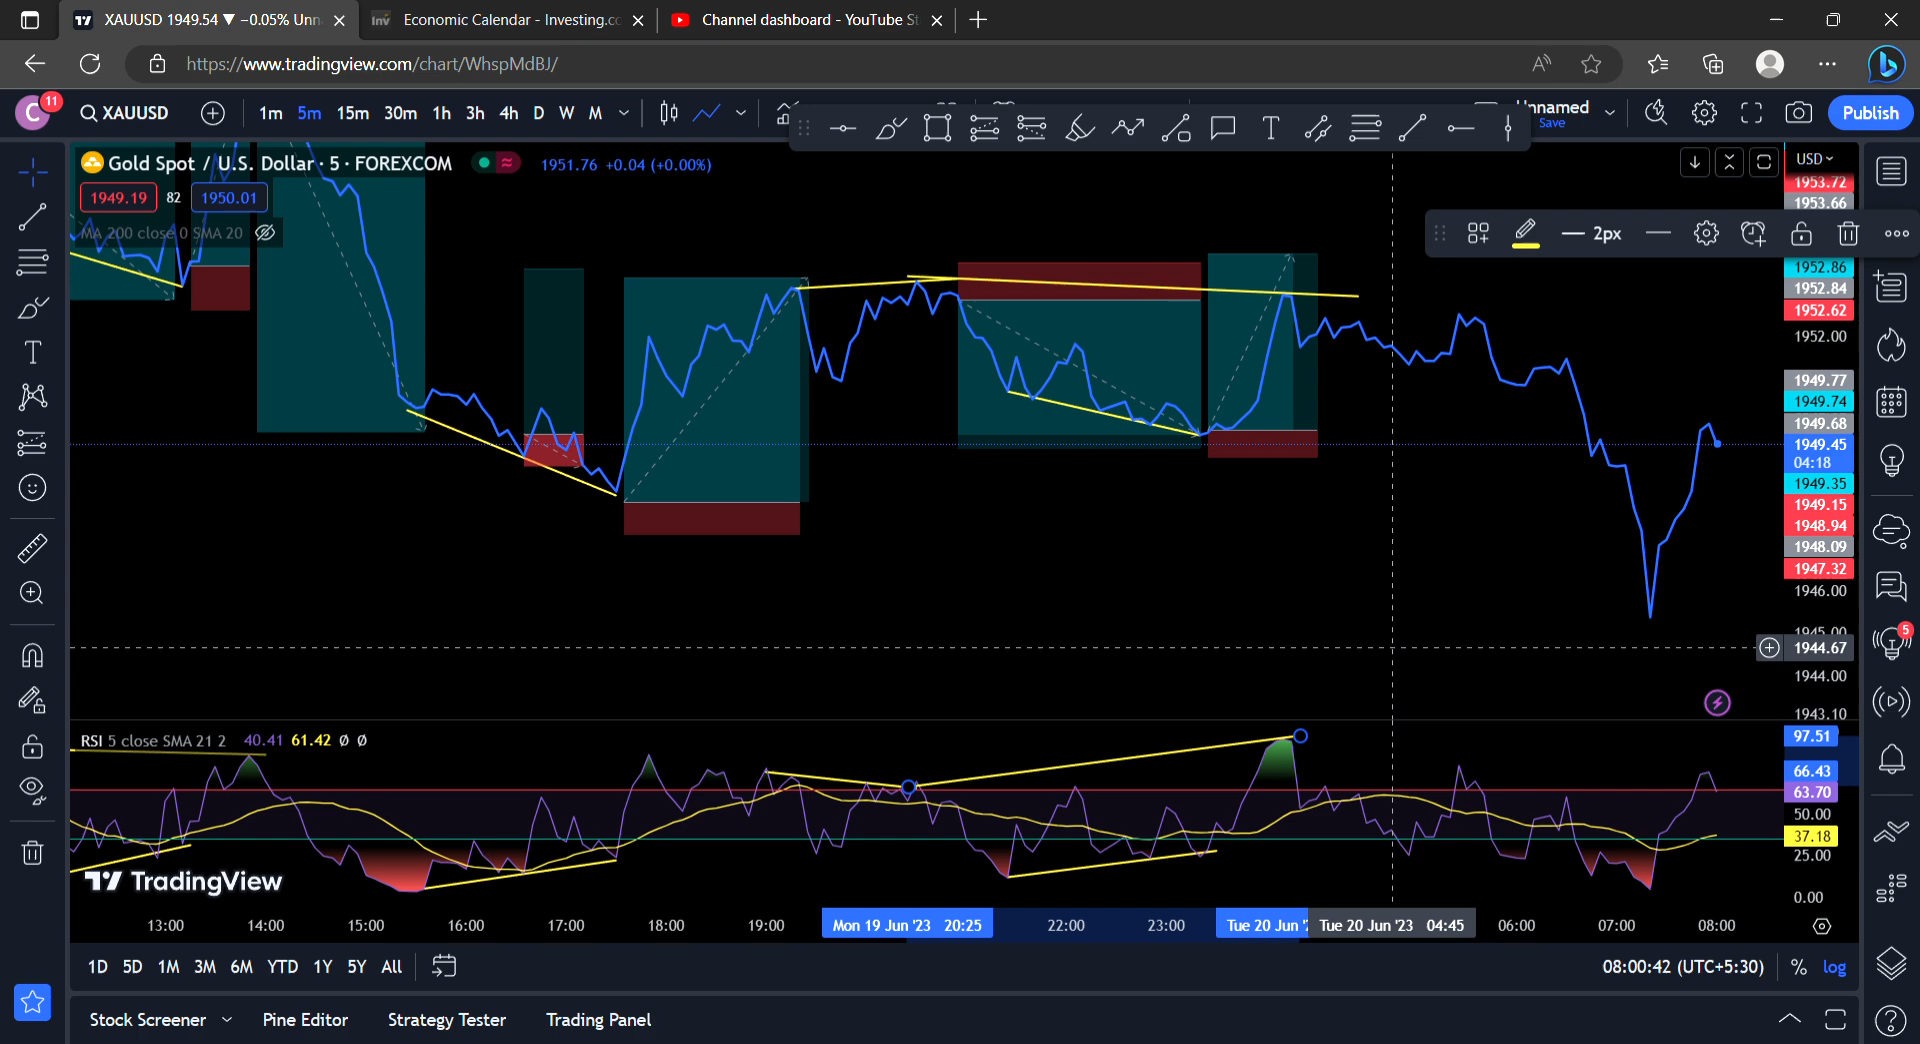 XAUUSD 1949.54 ▼ −0.05% Unn
Economic Calendar - Investing.c
Channel dashboard - YouTube St
https://www.tradingview.com/chart/WhspMdBJ/
C 11
XAUUSD
1m 5m 15m 30m 1h 3h 4h D W M
Unnamed
Save
Publish
Gold Spot / U.S. Dollar · 5 · FOREXCOM 1951.76 +0.04 (+0.00%)
1949.19 82 1950.01
MA 200 close 0 SMA 20
USD
2px
1953.72
1953.66
1952.86
1952.84
1952.62
1952.00
1949.77
1949.74
1949.68
1949.45
04:18
1949.35
1949.15
1948.94
1948.09
1947.32
1946.00
1945.00
1944.67
1944.00
1943.10
5
RSI 5 close SMA 21 2 40.41 61.42 Ø Ø
97.51
66.43
63.70
50.00
37.18
25.00
0.00
TradingView
13:00 14:00 15:00 16:00 17:00 18:00 19:00 Mon 19 Jun '23 20:25 22:00 23:00 Tue 20 Jun ' Tue 20 Jun '23 04:45 06:00 07:00 08:00
1D 5D 1M 3M 6M YTD 1Y 5Y All
08:00:42 (UTC+5:30) % log
Stock Screener Pine Editor Strategy Tester Trading Panel